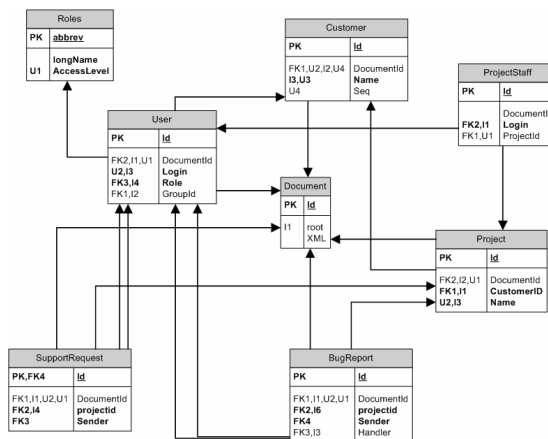 Roles
PK abbrev
longName
U1 AccessLevel
Customer
PK Id
FK1,U2,I2,U4 DocumentId
I3,U3 Name
U4 Seq
ProjectStaff
PK Id
DocumentId
FK2,I1 Login
FK1,U1 ProjectId
User
PK Id
FK2,I1,U1 DocumentId
U2,I3 Login
FK3,I4 Role
FK1,I2 GroupId
Document
PK Id
I1 root
XML
Project
PK Id
FK2,I2,U1 DocumentId
FK1,I1 CustomerID
U2,I3 Name
SupportRequest
PK,FK4 Id
FK1,I1,U2,U1 DocumentId
FK2,I4 projectid
FK3 Sender
BugReport
PK Id
FK1,I1,U2,U1 DocumentId
FK2,I6 projectid
FK4 Sender
FK3,I3 Handler